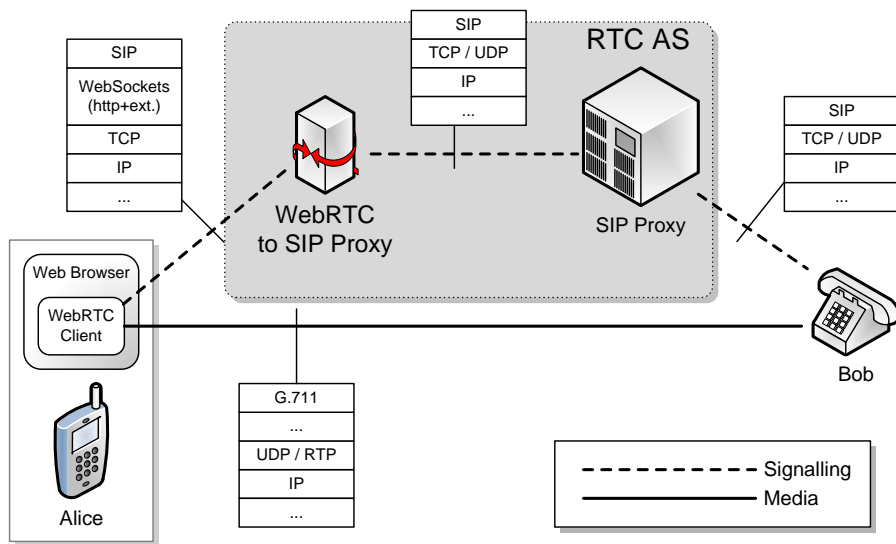 SIP
WebSockets
(http+ext.)
TCP
IP
...
SIP
TCP / UDP
IP
...
RTC AS
SIP
TCP / UDP
IP
...
WebRTC
to SIP Proxy
SIP Proxy
Web Browser
WebRTC
Client
Alice
Bob
G.711
...
UDP / RTP
IP
...
Signalling
Media